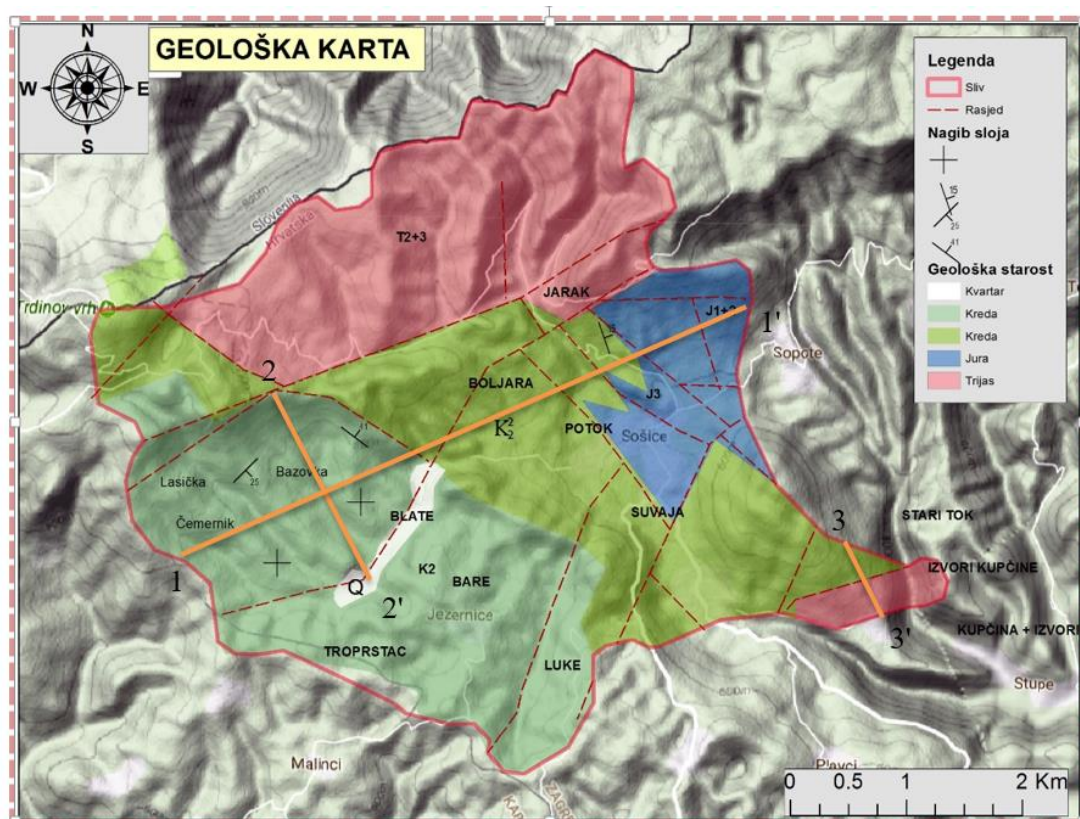 N
W
E
S
GEOLOŠKA KARTA
Legenda
Sliv
Rasjed
Nagib sloja
15
25
41
Geološka starost
Kvartar
Kreda
Kreda
Jura
Trijas
Slovenija
Hrvatska
T2+3
Trdinov vrh
JARAK
1'
Sopote
2
BOLJARA
J3
K²₂
POTOK
Sošice
41
Lasička
25
Bazovka
Čemernik
BLATE
SUVAJA
3
STARI TOK
1
K2
BARE
IZVORI KUPČINE
Q
2'
Jezernice
KUPČINA + IZVORI
3'
TROPRSTAC
LUKE
Stupe
Malinci
Plavci
0 0.5 1 2 Km